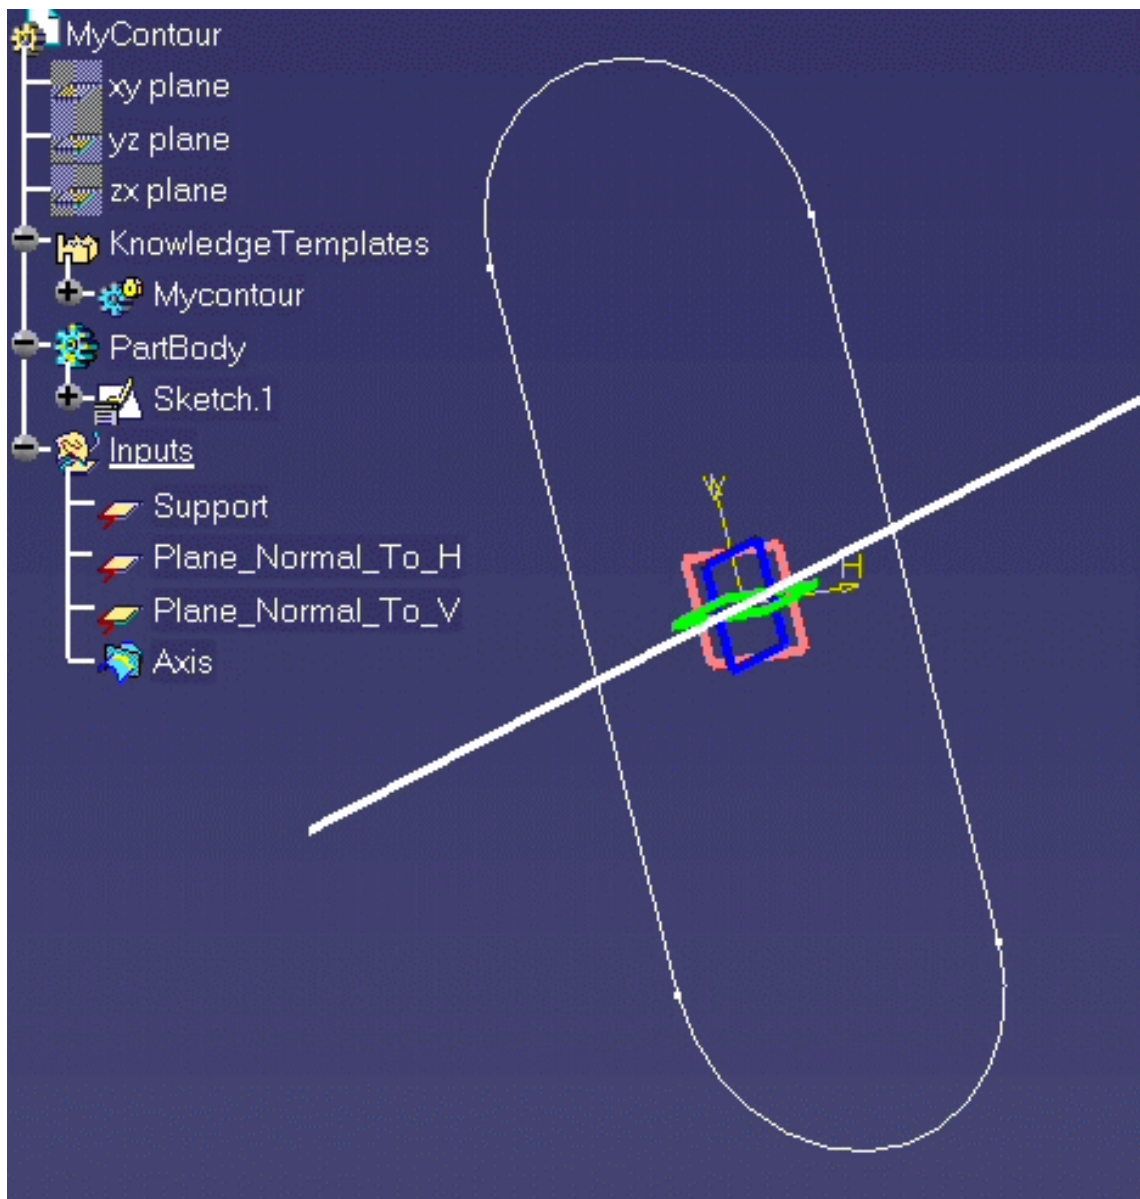 MyContour
xy plane
yz plane
zx plane
KnowledgeTemplates
Mycontour
PartBody
Sketch.1
Inputs
Support
Plane_Normal_To_H
Plane_Normal_To_V
Axis
H